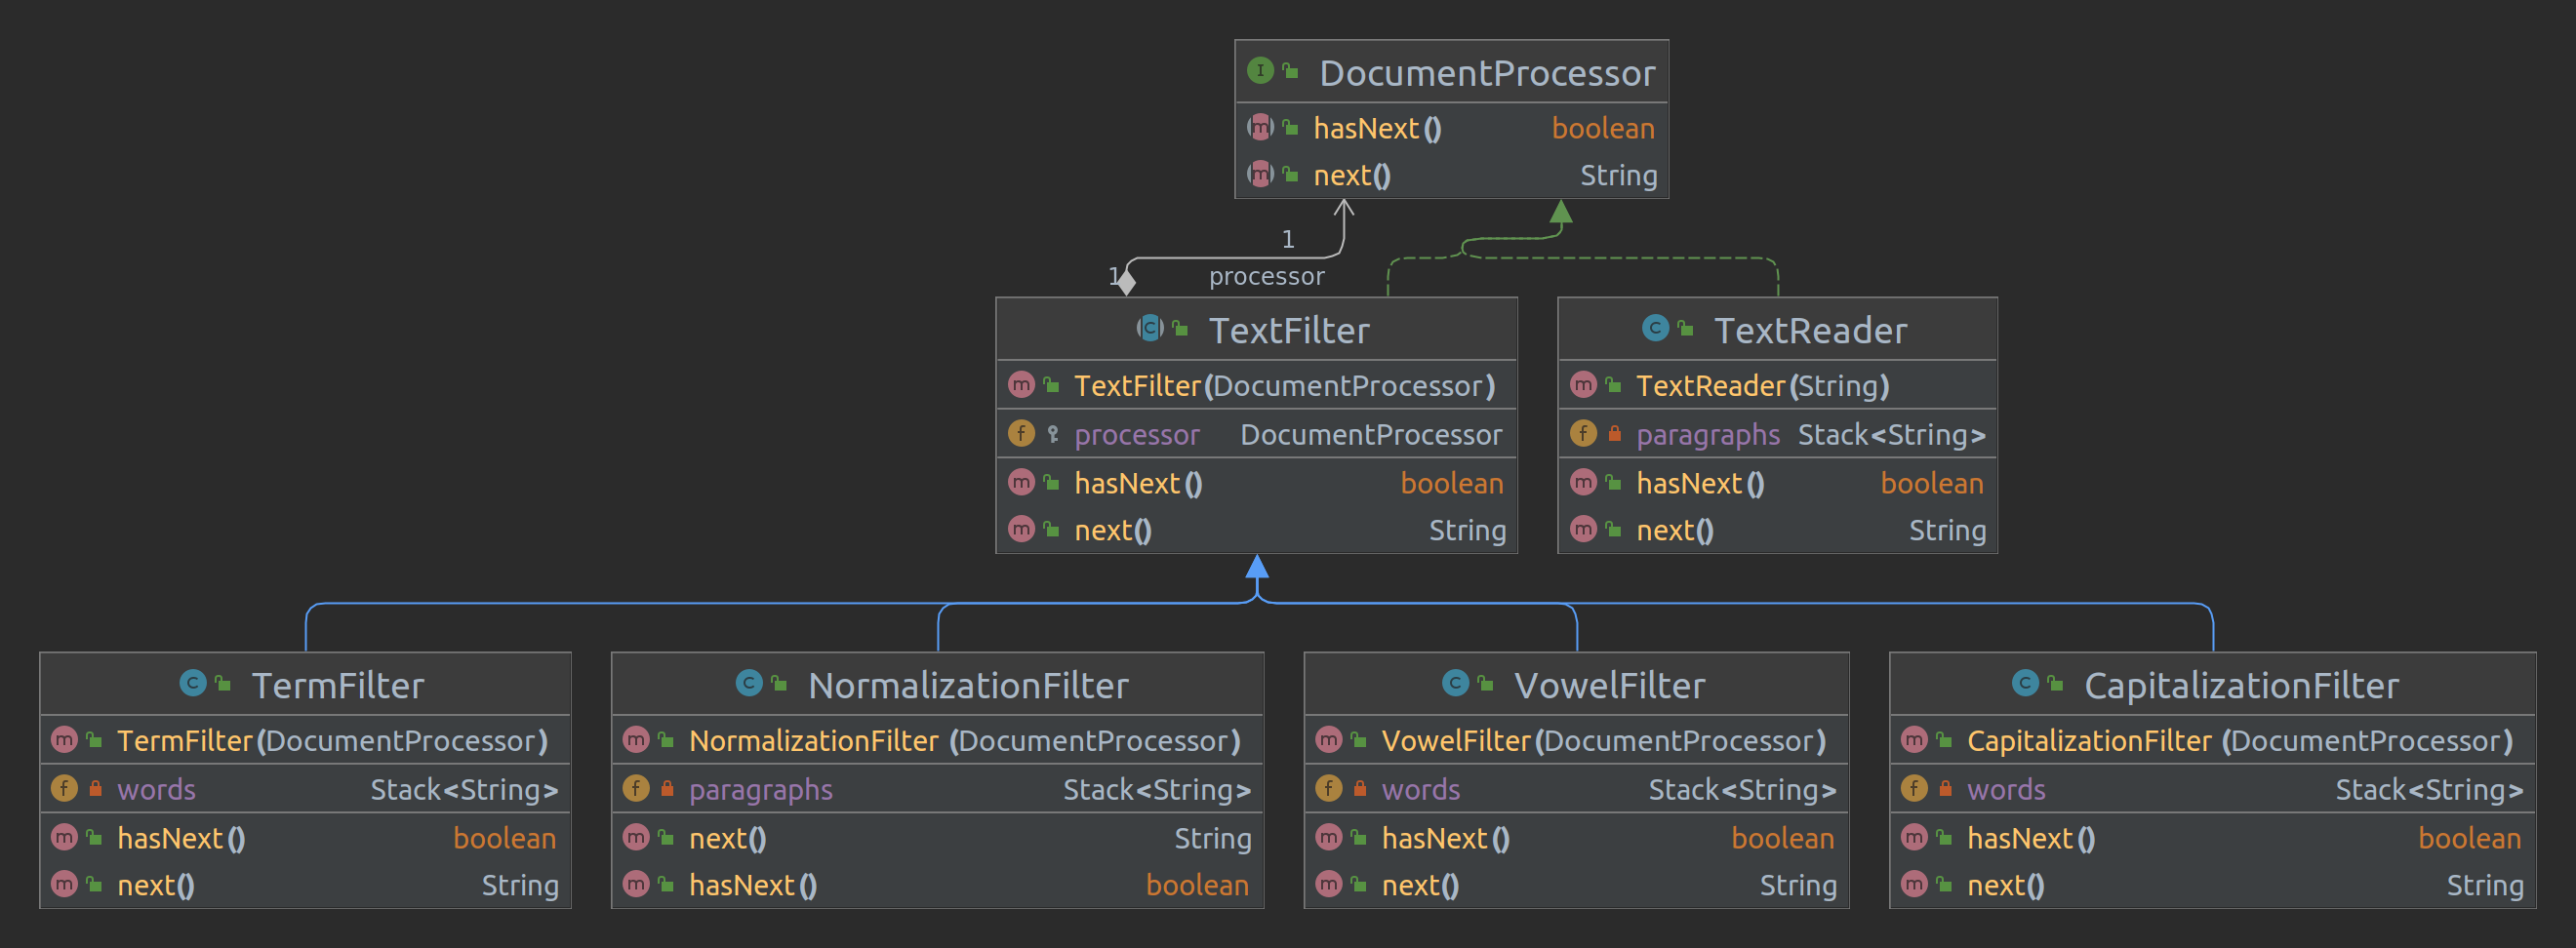 DocumentProcessor
hasNext() boolean
next() String
1
1
processor
TextFilter
TextFilter(DocumentProcessor)
processor DocumentProcessor
hasNext() boolean
next() String
TextReader
TextReader(String)
paragraphs Stack<String>
hasNext() boolean
next() String
TermFilter
TermFilter(DocumentProcessor)
words Stack<String>
hasNext() boolean
next() String
NormalizationFilter
NormalizationFilter (DocumentProcessor)
paragraphs Stack<String>
next() String
hasNext() boolean
VowelFilter
VowelFilter(DocumentProcessor)
words Stack<String>
hasNext() boolean
next() String
CapitalizationFilter
CapitalizationFilter (DocumentProcessor)
words Stack<String>
hasNext() boolean
next() String